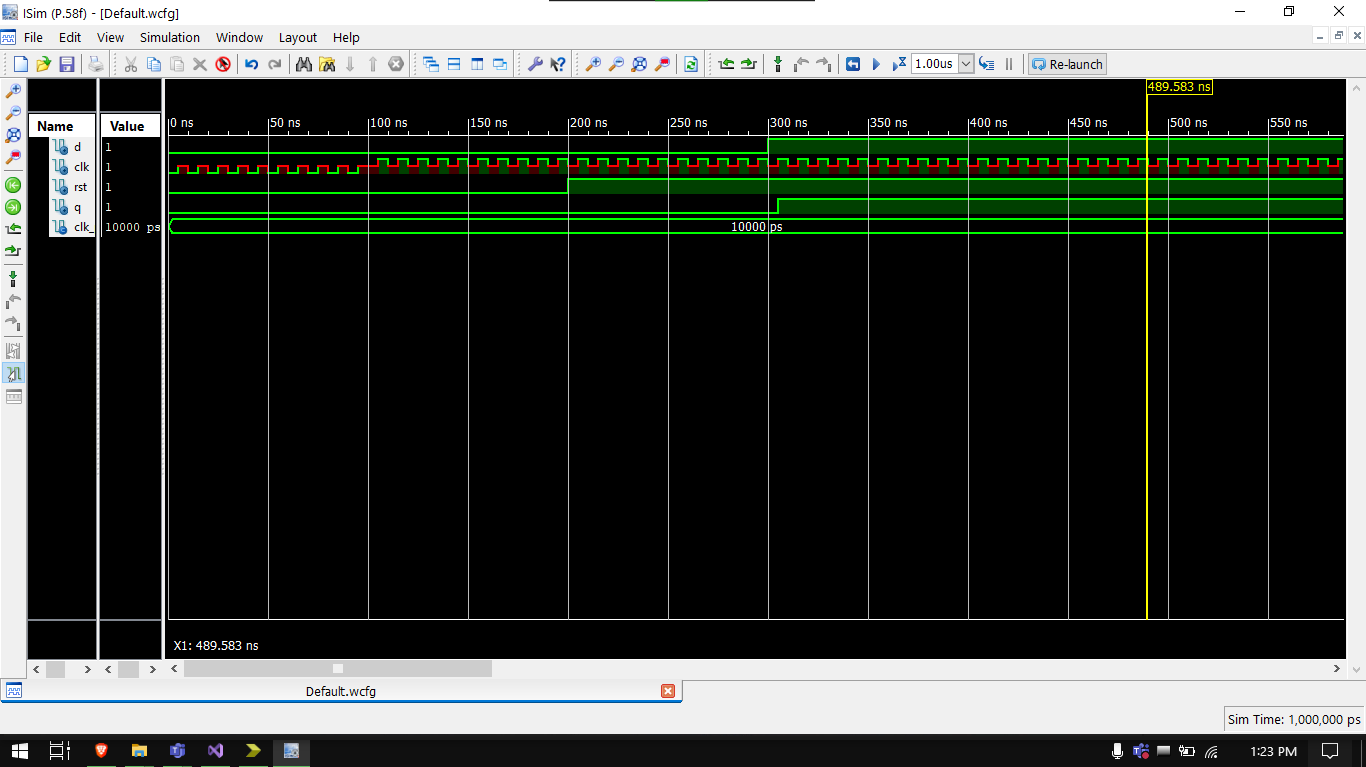 ISim (P.58f) - [Default.wcfg]
File Edit View Simulation Window Layout Help
1.00us Re-launch
489.583 ns
Name Value
0 ns 50 ns 100 ns 150 ns 200 ns 250 ns 300 ns 350 ns 400 ns 450 ns 500 ns 550 ns
d 1
clk 1
rst 1
q 1
clk_ 10000 ps 10000 ps
X1: 489.583 ns
Default.wcfg
Sim Time: 1,000,000 ps
1:23 PM